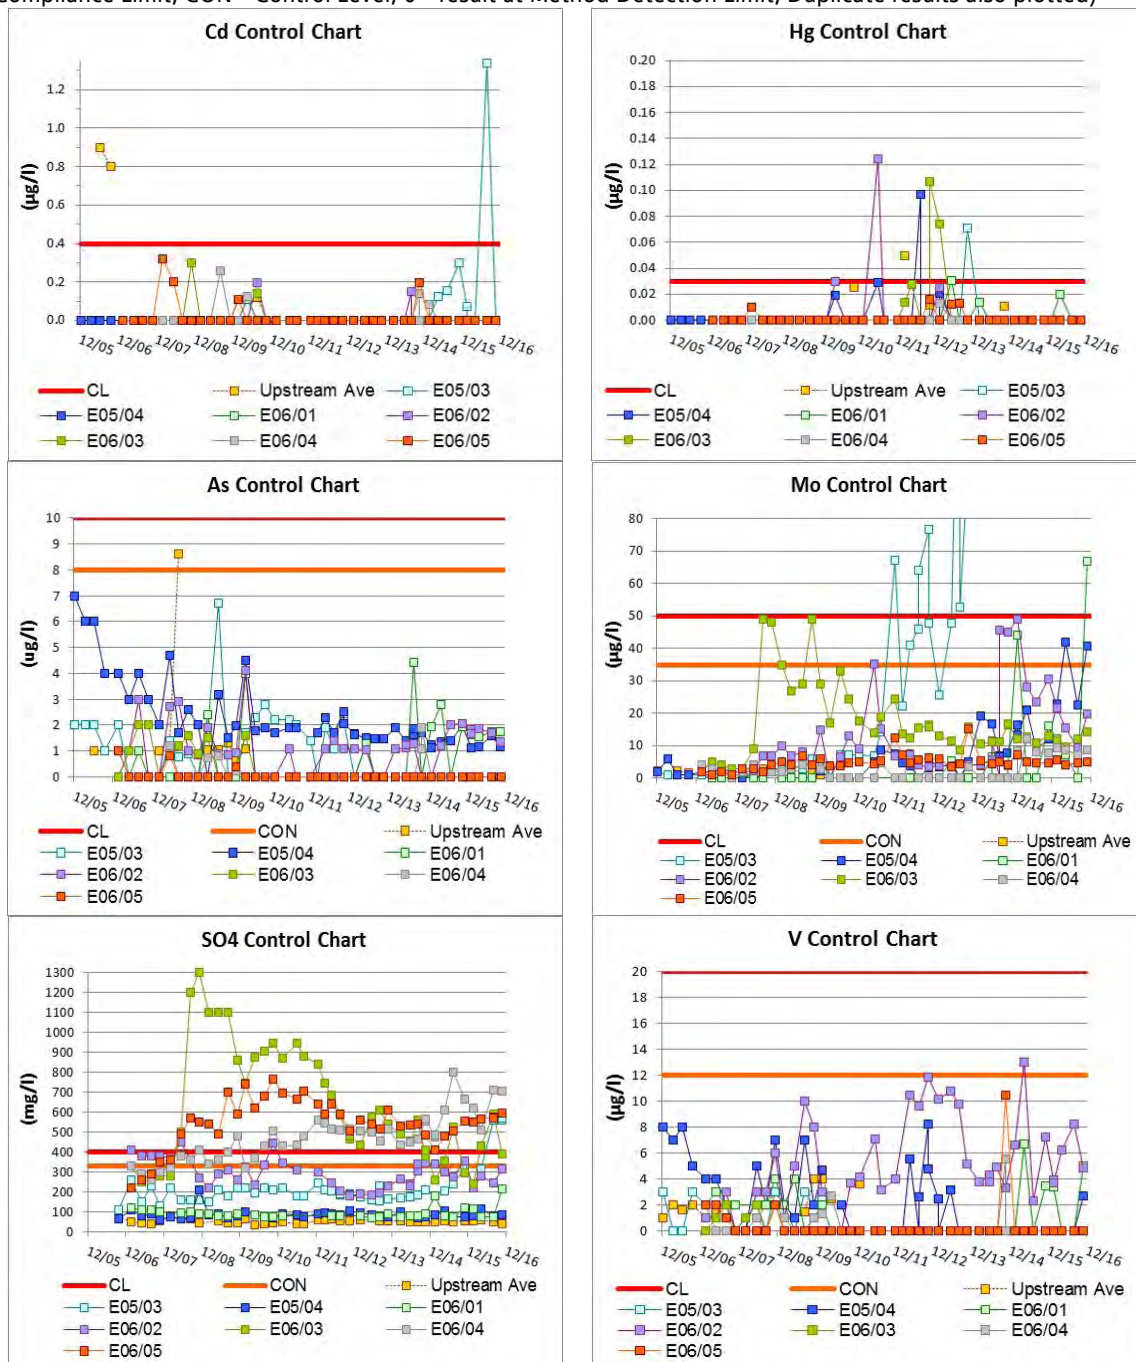 Compliance Limit, CON – Control Level, 0 – result at Method Detection Limit, Duplicate results also plotted)
Cd Control Chart
(µg/l)
1.2
1.0
0.8
0.6
0.4
0.2
0.0
12/05 12/06 12/07 12/08 12/09 12/10 12/11 12/12 12/13 12/14 12/15 12/16
CL Upstream Ave E05/03
E05/04 E06/01 E06/02
E06/03 E06/04 E06/05
Hg Control Chart
(µg/l)
0.20
0.18
0.16
0.14
0.12
0.10
0.08
0.06
0.04
0.02
0.00
12/05 12/06 12/07 12/08 12/09 12/10 12/11 12/12 12/13 12/14 12/15 12/16
CL Upstream Ave E05/03
E05/04 E06/01 E06/02
E06/03 E06/04 E06/05
As Control Chart
(ug/l)
10
9
8
7
6
5
4
3
2
1
0
12/05 12/06 12/07 12/08 12/09 12/10 12/11 12/12 12/13 12/14 12/15 12/16
CL CON Upstream Ave
E05/03 E05/04 E06/01
E06/02 E06/03 E06/04
E06/05
Mo Control Chart
(µg/l)
80
70
60
50
40
30
20
10
0
12/05 12/06 12/07 12/08 12/09 12/10 12/11 12/12 12/13 12/14 12/15 12/16
CL CON Upstream Ave
E05/03 E05/04 E06/01
E06/02 E06/03 E06/04
E06/05
SO4 Control Chart
(mg/l)
1300
1200
1100
1000
900
800
700
600
500
400
300
200
100
0
12/05 12/06 12/07 12/08 12/09 12/10 12/11 12/12 12/13 12/14 12/15 12/16
CL CON Upstream Ave
E05/03 E05/04 E06/01
E06/02 E06/03 E06/04
E06/05
V Control Chart
(µg/l)
20
18
16
14
12
10
8
6
4
2
0
12/05 12/06 12/07 12/08 12/09 12/10 12/11 12/12 12/13 12/14 12/15 12/16
CL CON Upstream Ave
E05/03 E05/04 E06/01
E06/02 E06/03 E06/04
E06/05